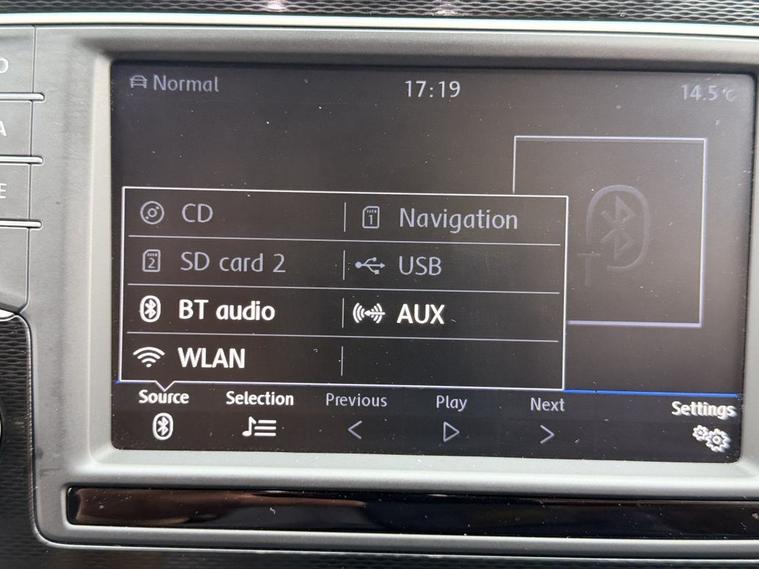 Normal 17:19 14.5°C
CD Navigation
SD card 2 USB
BT audio AUX
WLAN
Source Selection Previous Play Next Settings